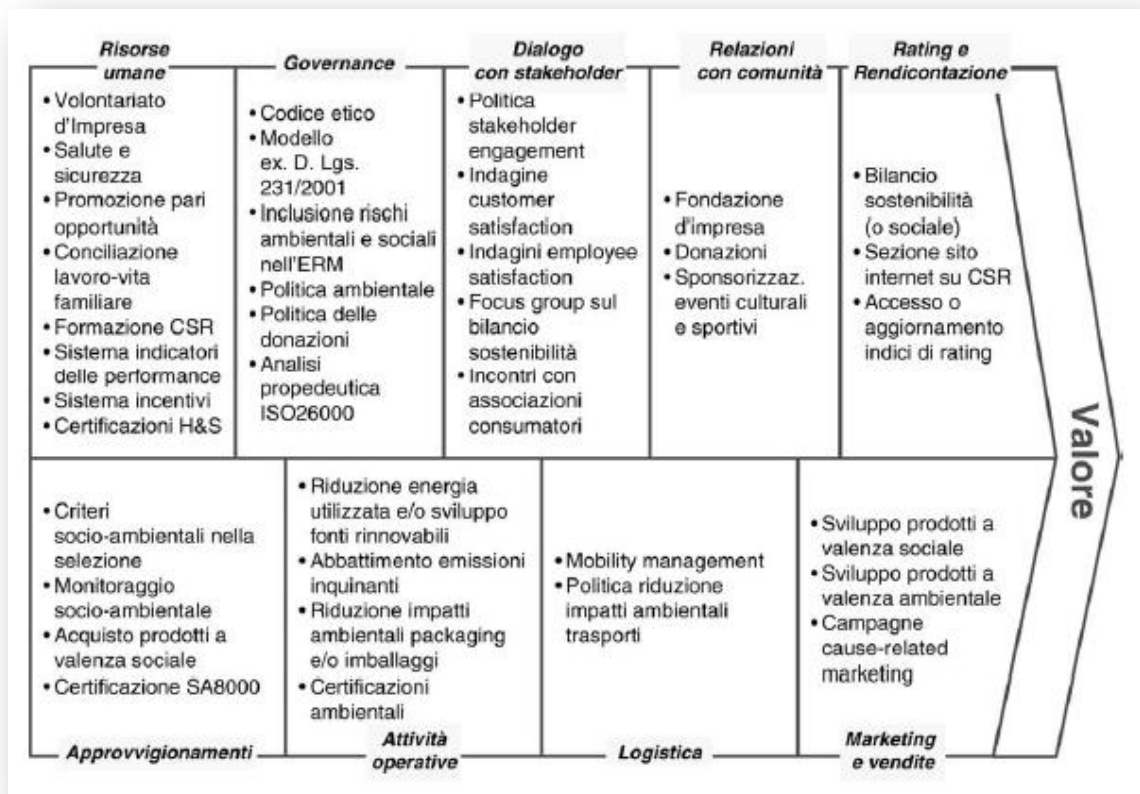 Risorse
umane
• Volontariato
d'Impresa
• Salute e
sicurezza
• Promozione pari
opportunità
• Conciliazione
lavoro-vita
familiare
• Formazione CSR
• Sistema indicatori
delle performance
• Sistema incentivi
• Certificazioni H&S
Governance
• Codice etico
• Modello
ex. D. Lgs.
231/2001
• Inclusione rischi
ambientali e sociali
nell'ERM
• Politica ambientale
• Politica delle
donazioni
• Analisi
propedeutica
ISO26000
Dialogo
con stakeholder
• Politica
stakeholder
engagement
• Indagine
customer
satisfaction
• Indagini employee
satisfaction
• Focus group sul
bilancio
sostenibilità
• Incontri con
associazioni
consumatori
Relazioni
con comunità
• Fondazione
d'impresa
• Donazioni
• Sponsorizzaz.
eventi culturali
e sportivi
Rating e
Rendicontazione
• Bilancio
sostenibilità
(o sociale)
• Sezione sito
internet su CSR
• Accesso o
aggiornamento
indici di rating
Valore
• Criteri
socio-ambientali nella
selezione
• Monitoraggio
socio-ambientale
• Acquisto prodotti a
valenza sociale
• Certificazione SA8000
Approvvigionamenti
• Riduzione energia
utilizzata e/o sviluppo
fonti rinnovabili
• Abbattimento emissioni
inquinanti
• Riduzione impatti
ambientali packaging
e/o imballaggi
• Certificazioni
ambientali
Attività
operative
• Mobility management
• Politica riduzione
impatti ambientali
trasporti
Logistica
• Sviluppo prodotti a
valenza sociale
• Sviluppo prodotti a
valenza ambientale
• Campagne
cause-related
marketing
Marketing
e vendite